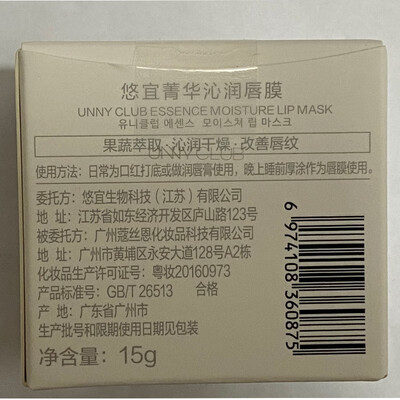 悠宜菁华沁润唇膜
UNNY CLUB ESSENCE MOISTURE LIP MASK
유니클럽 에센스 모이스처 립 마스크
果蔬萃取·沁润干燥·改善唇纹
UNNY CLUB
使用方法：日常为口红打底或做润唇膏使用，晚上睡前厚涂作为唇膜使用。
委托方：悠宜生物科技（江苏）有限公司
地 址：江苏省如东经济开发区庐山路123号
被委托方：广州蔻丝恩化妆品科技有限公司
地 址：广州市黄埔区永安大道128号A2栋
化妆品生产许可证号：粤妆20160973
产品标准号：GB/T 26513 合格
产 地：广东省广州市
生产批号和限期使用日期见包装
净含量：15g
6 974108 360875